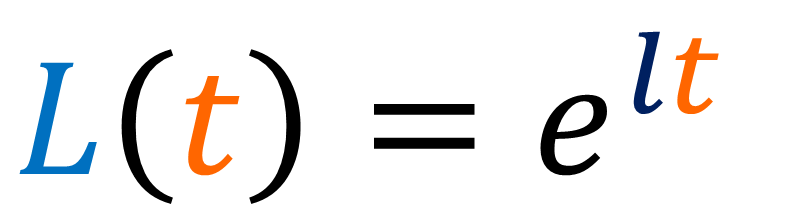 L(t) = e^{lt}